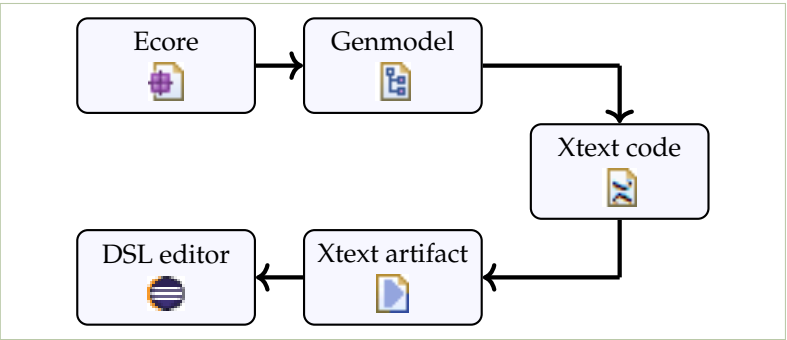 Ecore
Genmodel
Xtext code
Xtext artifact
DSL editor